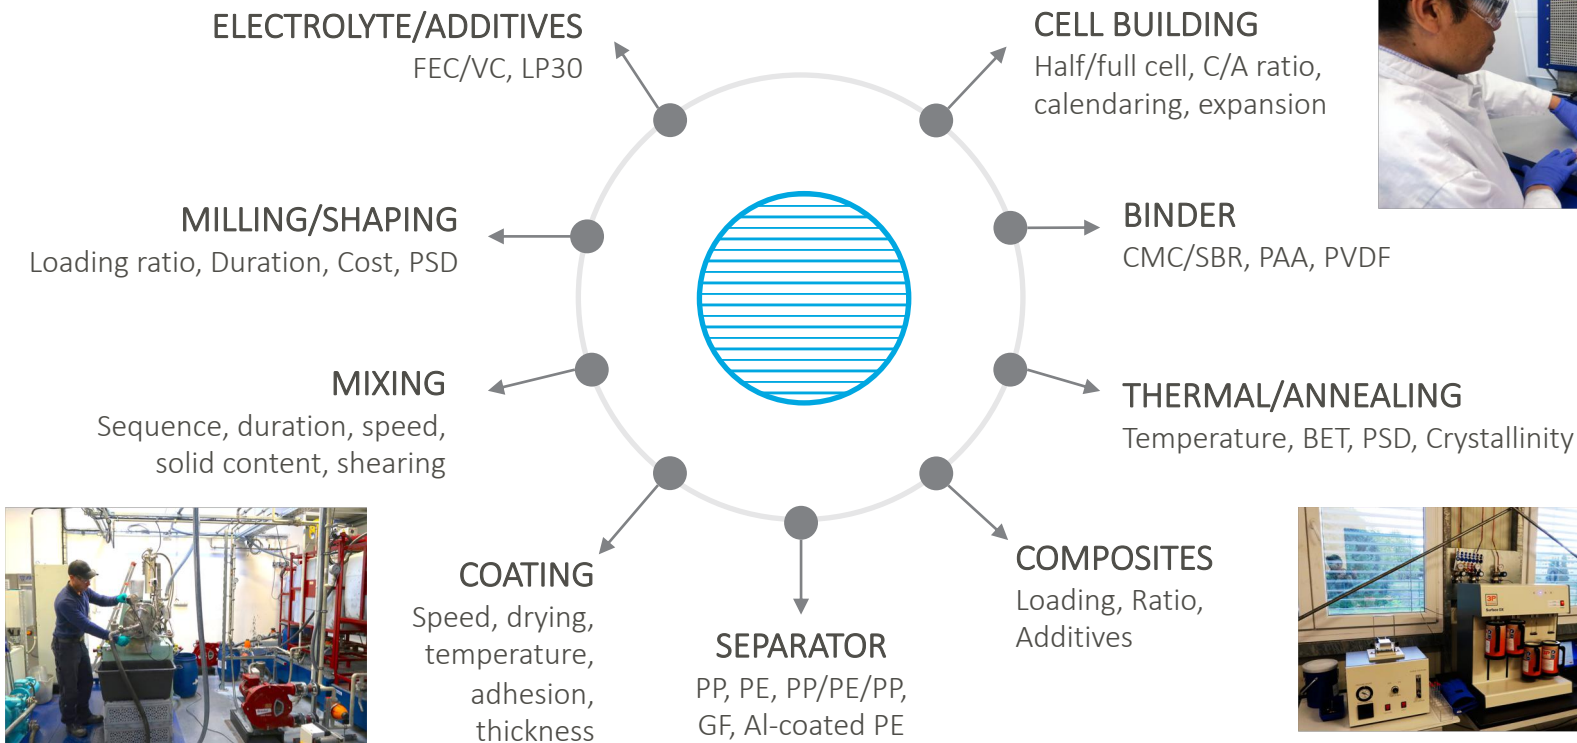 ELECTROLYTE/ADDITIVES
FEC/VC, LP30
CELL BUILDING
Half/full cell, C/A ratio,
calendaring, expansion
MILLING/SHAPING
Loading ratio, Duration, Cost, PSD
BINDER
CMC/SBR, PAA, PVDF
MIXING
Sequence, duration, speed,
solid content, shearing
THERMAL/ANNEALING
Temperature, BET, PSD, Crystallinity
COATING
Speed, drying,
temperature,
adhesion,
thickness
SEPARATOR
PP, PE, PP/PE/PP,
GF, Al-coated PE
COMPOSITES
Loading, Ratio,
Additives
3P